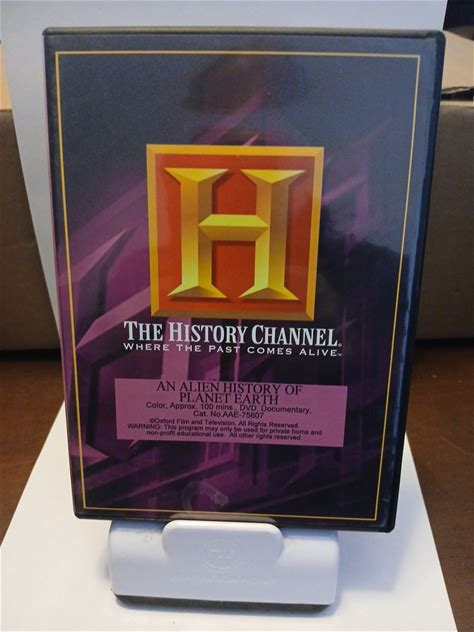 H
THE HISTORY CHANNEL®
WHERE THE PAST COMES ALIVE™
AN ALIEN HISTORY OF
PLANET EARTH
Color, Approx. 100 mins., DVD, Documentary,
Cat. No.AAE-75607
©Oxford Film and Television. All Rights Reserved.
WARNING: This program may only be used for private home and
non-profit educational use. All other rights reserved.